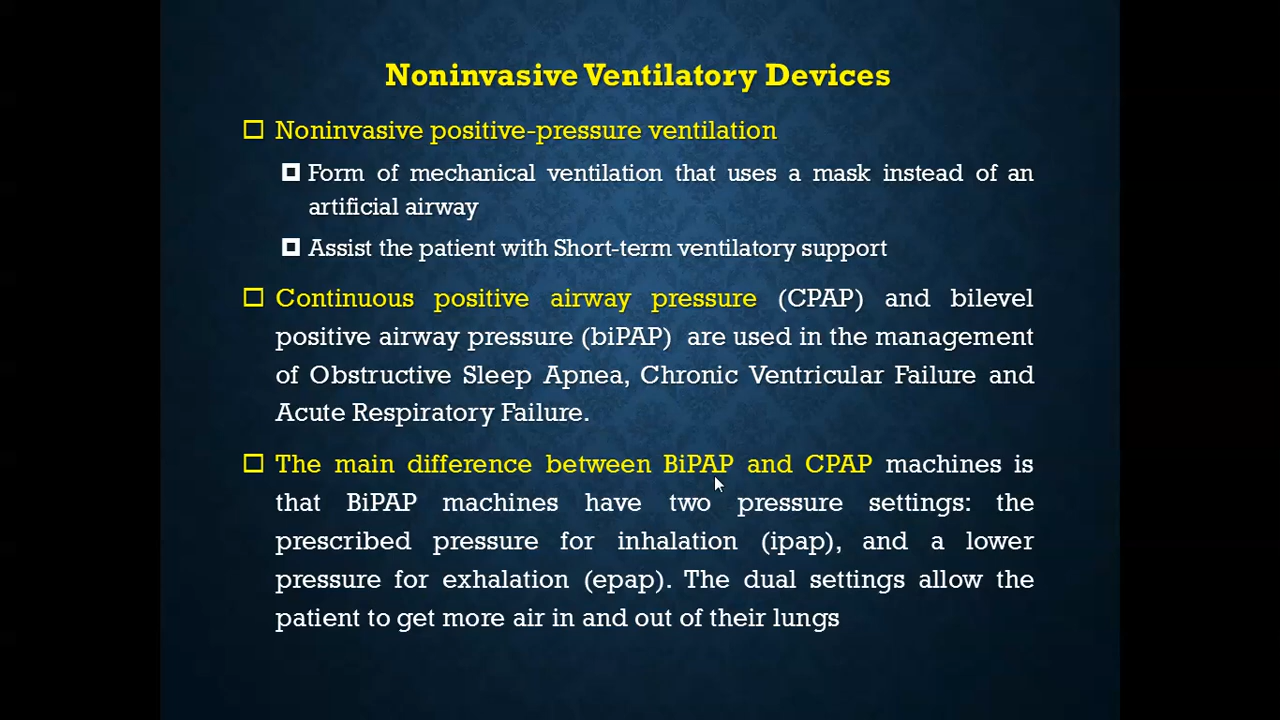 Noninvasive Ventilatory Devices
Noninvasive positive-pressure ventilation
Form of mechanical ventilation that uses a mask instead of an
artificial airway
Assist the patient with Short-term ventilatory support
Continuous positive airway pressure (CPAP) and bilevel
positive airway pressure (biPAP) are used in the management
of Obstructive Sleep Apnea, Chronic Ventricular Failure and
Acute Respiratory Failure.
The main difference between BiPAP and CPAP machines is
that BiPAP machines have two pressure settings: the
prescribed pressure for inhalation (ipap), and a lower
pressure for exhalation (epap). The dual settings allow the
patient to get more air in and out of their lungs